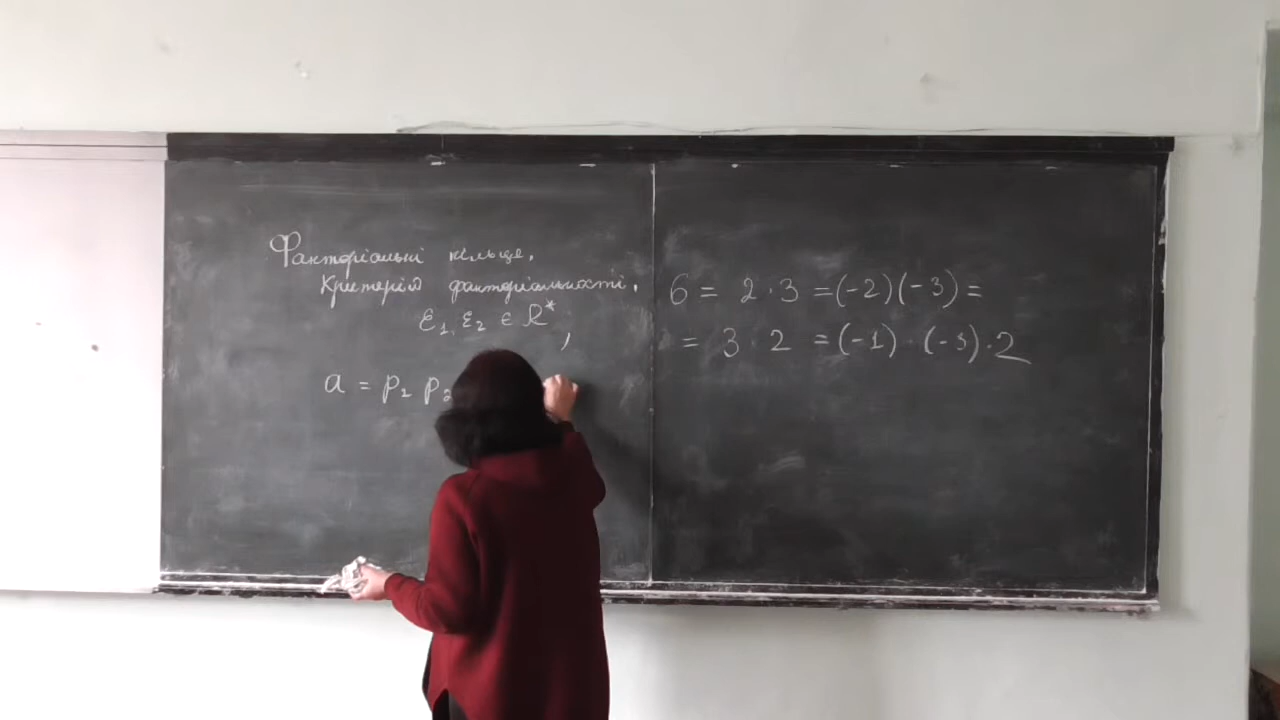 Факторіальні кільця.
Критерій факторіальності.
ε₁, ε₂ ∈ R*,
a = p₂ p₂
6 = 2·3 = (-2)(-3) =
= 3·2 = (-1)·(-3)·2